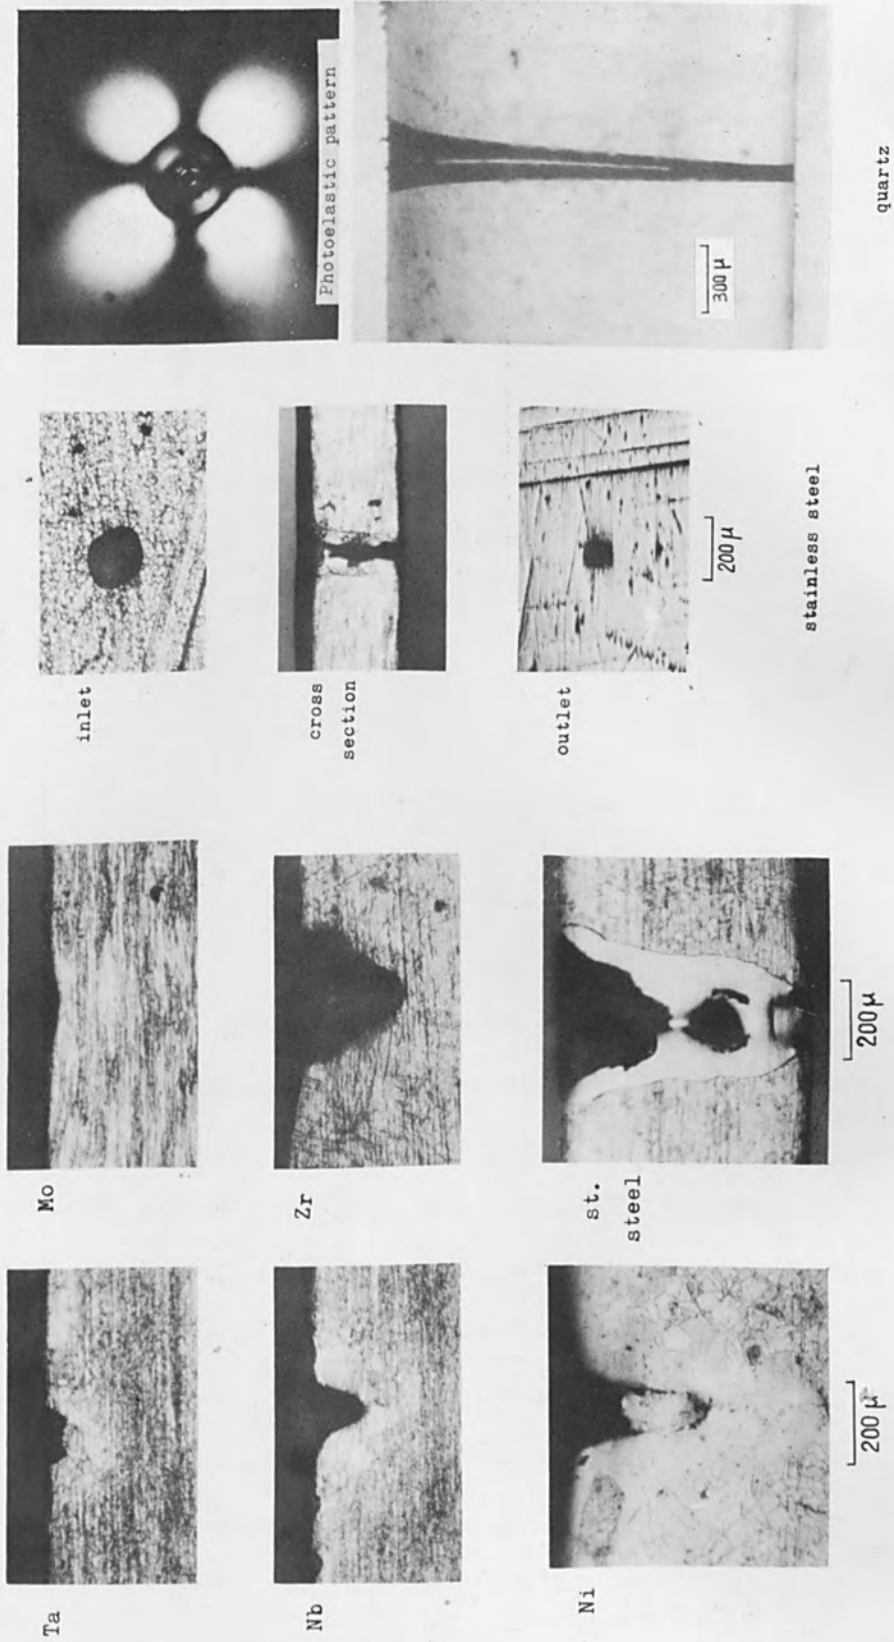 Ta
Mo
Nb
Zr
Ni
st.
steel
200 μ
200 μ
inlet
cross
section
outlet
200 μ
stainless steel
Photoelastic pattern
300 μ
quartz